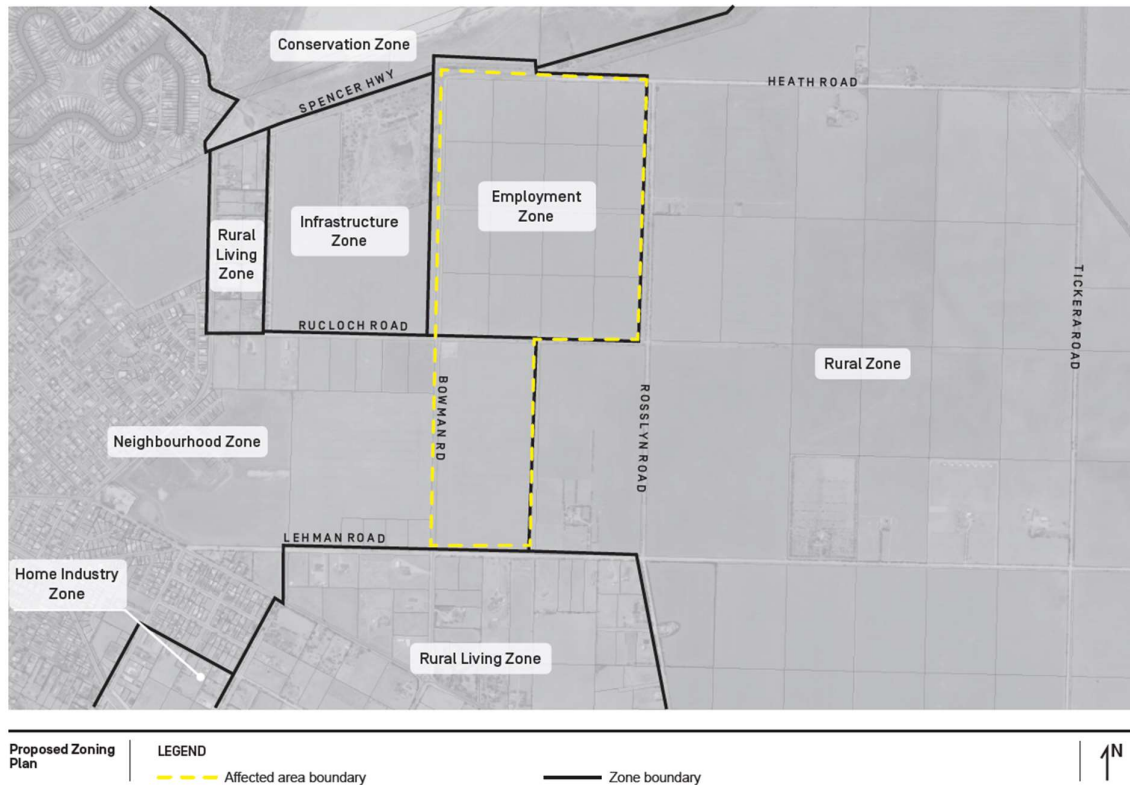 Conservation Zone
SPENCER HWY
HEATH ROAD
Employment
Zone
Infrastructure
Zone
Rural
Living
Zone
RUCLOCH ROAD
TICKERA ROAD
Rural Zone
BOWMAN RD
ROSSLYN ROAD
Neighbourhood Zone
LEHMAN ROAD
Home Industry
Zone
Rural Living Zone
Proposed Zoning
Plan
LEGEND
Affected area boundary
Zone boundary
N